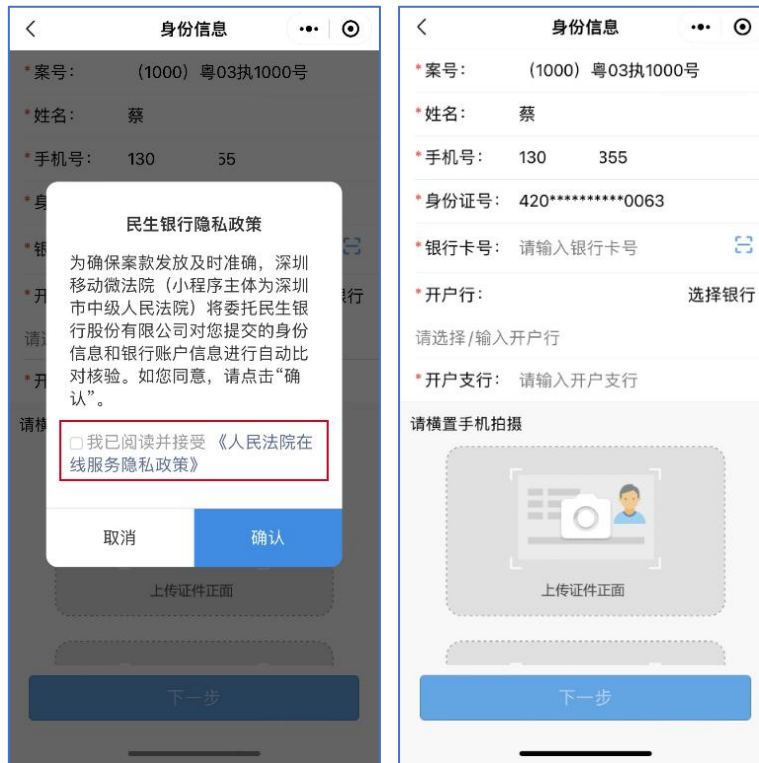 身份信息
*案号： （1000）粤03执1000号
*姓名： 蔡
*手机号： 130 55
*身
民生银行隐私政策
*银
为确保案款发放及时准确，深圳
移动微法院（小程序主体为深圳
市中级人民法院）将委托民生银
行股份有限公司对您提交的身份
信息和银行账户信息进行自动比
对核验。如您同意，请点击“确
认”。
*开 银行
请选
*开
请横
我已阅读并接受 《人民法院在
线服务隐私政策》
取消 确认
上传证件正面
下一步
身份信息
*案号： （1000）粤03执1000号
*姓名： 蔡
*手机号： 130 355
*身份证号： 420**********0063
*银行卡号： 请输入银行卡号
*开户行： 选择银行
请选择/输入开户行
*开户支行： 请输入开户支行
请横置手机拍摄
上传证件正面
下一步